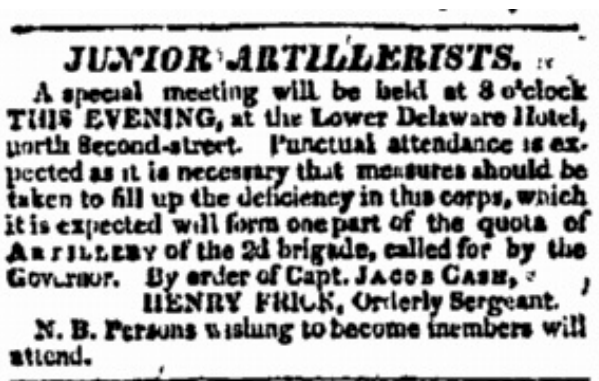 JUNIOR ARTILLERISTS.
A special meeting will be held at 8 o'clock
THIS EVENING, at the Lower Delaware Hotel,
north Second-street. Punctual attendance is ex-
pected as it is necessary that measures should be
taken to fill up the deficiency in this corps, which
it is expected will form one part of the quota of
ARTILLERY of the 2d brigade, called for by the
Governor. By order of Capt. JACOB CASH,
HENRY FRICK, Orderly Sergeant.
N. B. Persons wishing to become members will
attend.